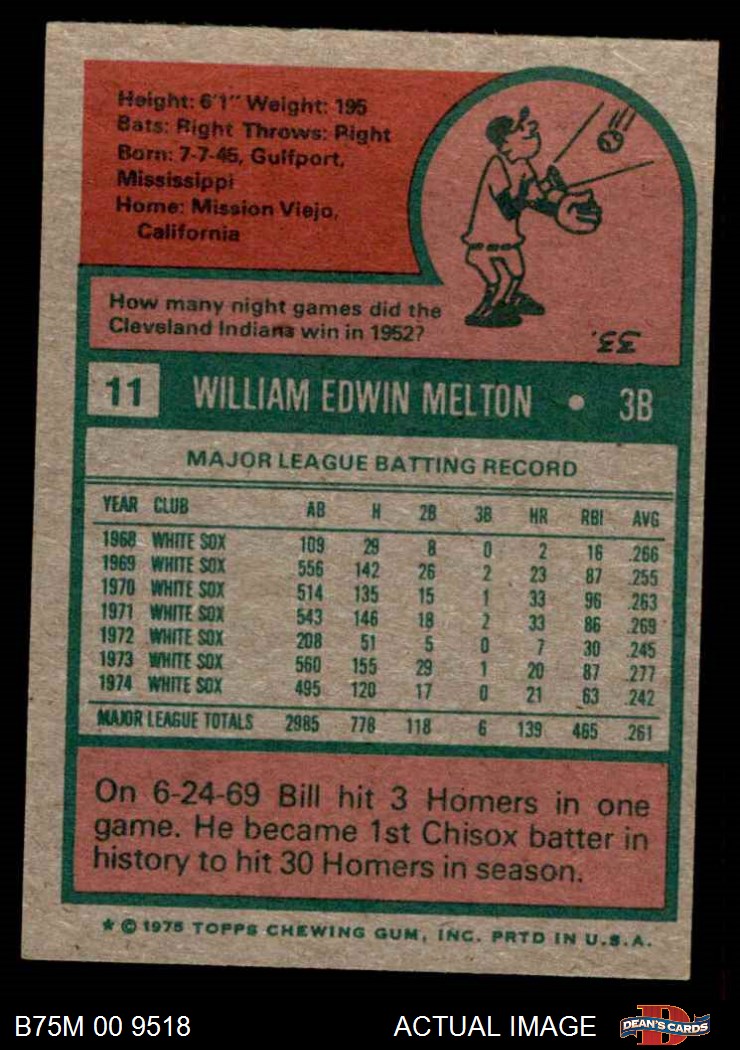 Height: 6'1" Weight: 195
Bats: Right Throws: Right
Born: 7-7-45, Gulfport,
Mississippi
Home: Mission Viejo,
California
How many night games did the
Cleveland Indians win in 1952?
33.
11 WILLIAM EDWIN MELTON • 3B
MAJOR LEAGUE BATTING RECORD
YEAR CLUB AB H 2B 3B HR RBI AVG
1968 WHITE SOX 109 29 8 0 2 16 .266
1969 WHITE SOX 556 142 26 2 23 87 .255
1970 WHITE SOX 514 135 15 1 33 96 .263
1971 WHITE SOX 543 146 18 2 33 86 .269
1972 WHITE SOX 208 51 5 0 7 30 .245
1973 WHITE SOX 560 155 29 1 20 87 .277
1974 WHITE SOX 495 120 17 0 21 63 .242
MAJOR LEAGUE TOTALS 2985 778 118 6 139 465 .261
On 6-24-69 Bill hit 3 Homers in one
game. He became 1st Chisox batter in
history to hit 30 Homers in season.
* © 1975 TOPPS CHEWING GUM, INC. PRTD IN U.S.A.
B75M 00 9518 ACTUAL IMAGE D DEAN'S CARDS